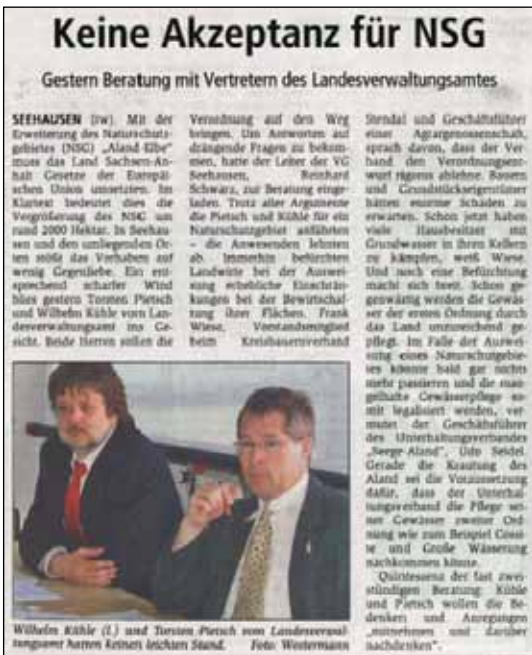 Keine Akzeptanz für NSG
Gestern Beratung mit Vertretern des Landesverwaltungsamtes
SEEHAUSEN (rw). Mit der
Erweiterung des Naturschutz-
gebietes (NSG) „Aland-Elbe"
muss das Land Sachsen-An-
halt Gesetze der Europäi-
schen Union umsetzen. Im
Klartext bedeutet dies die
Vergrößerung des NSG um
rund 2000 Hektar. In Seehau-
sen und den umliegenden Or-
ten stößt das Vorhaben auf
wenig Gegenliebe. Ein ent-
sprechend scharfer Wind
blies gestern Torsten Pietsch
und Wilhelm Kühle vom Lan-
desverwaltungsamt ins Ge-
sicht. Beide Herren sollen die
Verordnung auf den Weg
bringen. Um Antworten auf
drängende Fragen zu bekom-
men, hatte der Leiter der VG
Seehausen, Reinhard
Schwarz, zur Beratung einge-
laden. Trotz aller Argumente
die Pietsch und Kühle für ein
Naturschutzgebiet anführten
– die Anwesenden lehnten
ab. Immerhin befürchten
Landwirte bei der Auswei-
sung erhebliche Einschrän-
kungen bei der Bewirtschaf-
tung ihrer Flächen. Frank
Wiese, Vorstandsmitglied
beim Kreisbauernverband
Stendal und Geschäftsführer
einer Agrargenossenschaft,
sprach davon, dass der Ver-
band den Verordnungsent-
wurf rigoros ablehne. Bauern
und Grundstückseigentümer
hätten enorme Schäden zu
erwarten. Schon jetzt haben
viele Hausbesitzer mit
Grundwasser in ihren Kellern
zu kämpfen, weiß Wiese.
Und noch eine Befürchtung
macht sich breit. Schon ge-
genwärtig werden die Gewäs-
ser der ersten Ordnung durch
das Land unzureichend ge-
pflegt. Im Falle der Auswei-
sung eines Naturschutzgebie-
tes könnte bald gar nichts
mehr passieren und die man-
gelhafte Gewässerpflege so-
mit legalisiert werden, ver-
mutet der Geschäftsführer
des Unterhaltungsverbandes
„Seege-Aland", Udo Seidel.
Gerade die Krautung des
Aland sei die Voraussetzung
dafür, dass der Unterhal-
tungsverband die Pflege sei-
ner Gewässer zweiter Ord-
nung wie zum Beispiel
und Große Wässerung
nachkommen könne.
Quintessenz der fast zwei-
stündigen Beratung: Kühle
und Pietsch wollen die Be-
denken und Anregungen
„mitnehmen und darüber
nachdenken".
Wilhelm Kühle (l.) und Torsten Pietsch vom Landesverwal-
tungsamt hatten keinen leichten Stand. Foto: Westermann